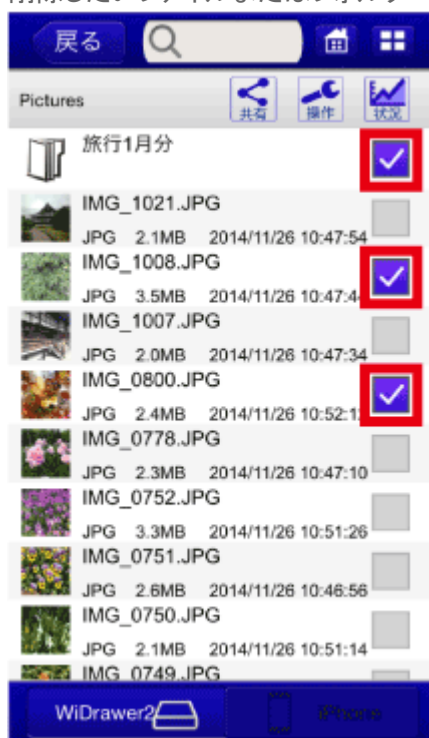 戻る
Pictures
共有 操作 状況
旅行1月分
IMG_1021.JPG
JPG 2.1MB 2014/11/26 10:47:54
IMG_1008.JPG
JPG 3.5MB 2014/11/26 10:47:4
IMG_1007.JPG
JPG 2.0MB 2014/11/26 10:47:34
IMG_0800.JPG
JPG 2.4MB 2014/11/26 10:52:1
IMG_0778.JPG
JPG 2.3MB 2014/11/26 10:47:10
IMG_0752.JPG
JPG 3.3MB 2014/11/26 10:51:26
IMG_0751.JPG
JPG 2.6MB 2014/11/26 10:46:56
IMG_0750.JPG
JPG 2.1MB 2014/11/26 10:51:14
IMG_0749.JPG
WiDrawer2